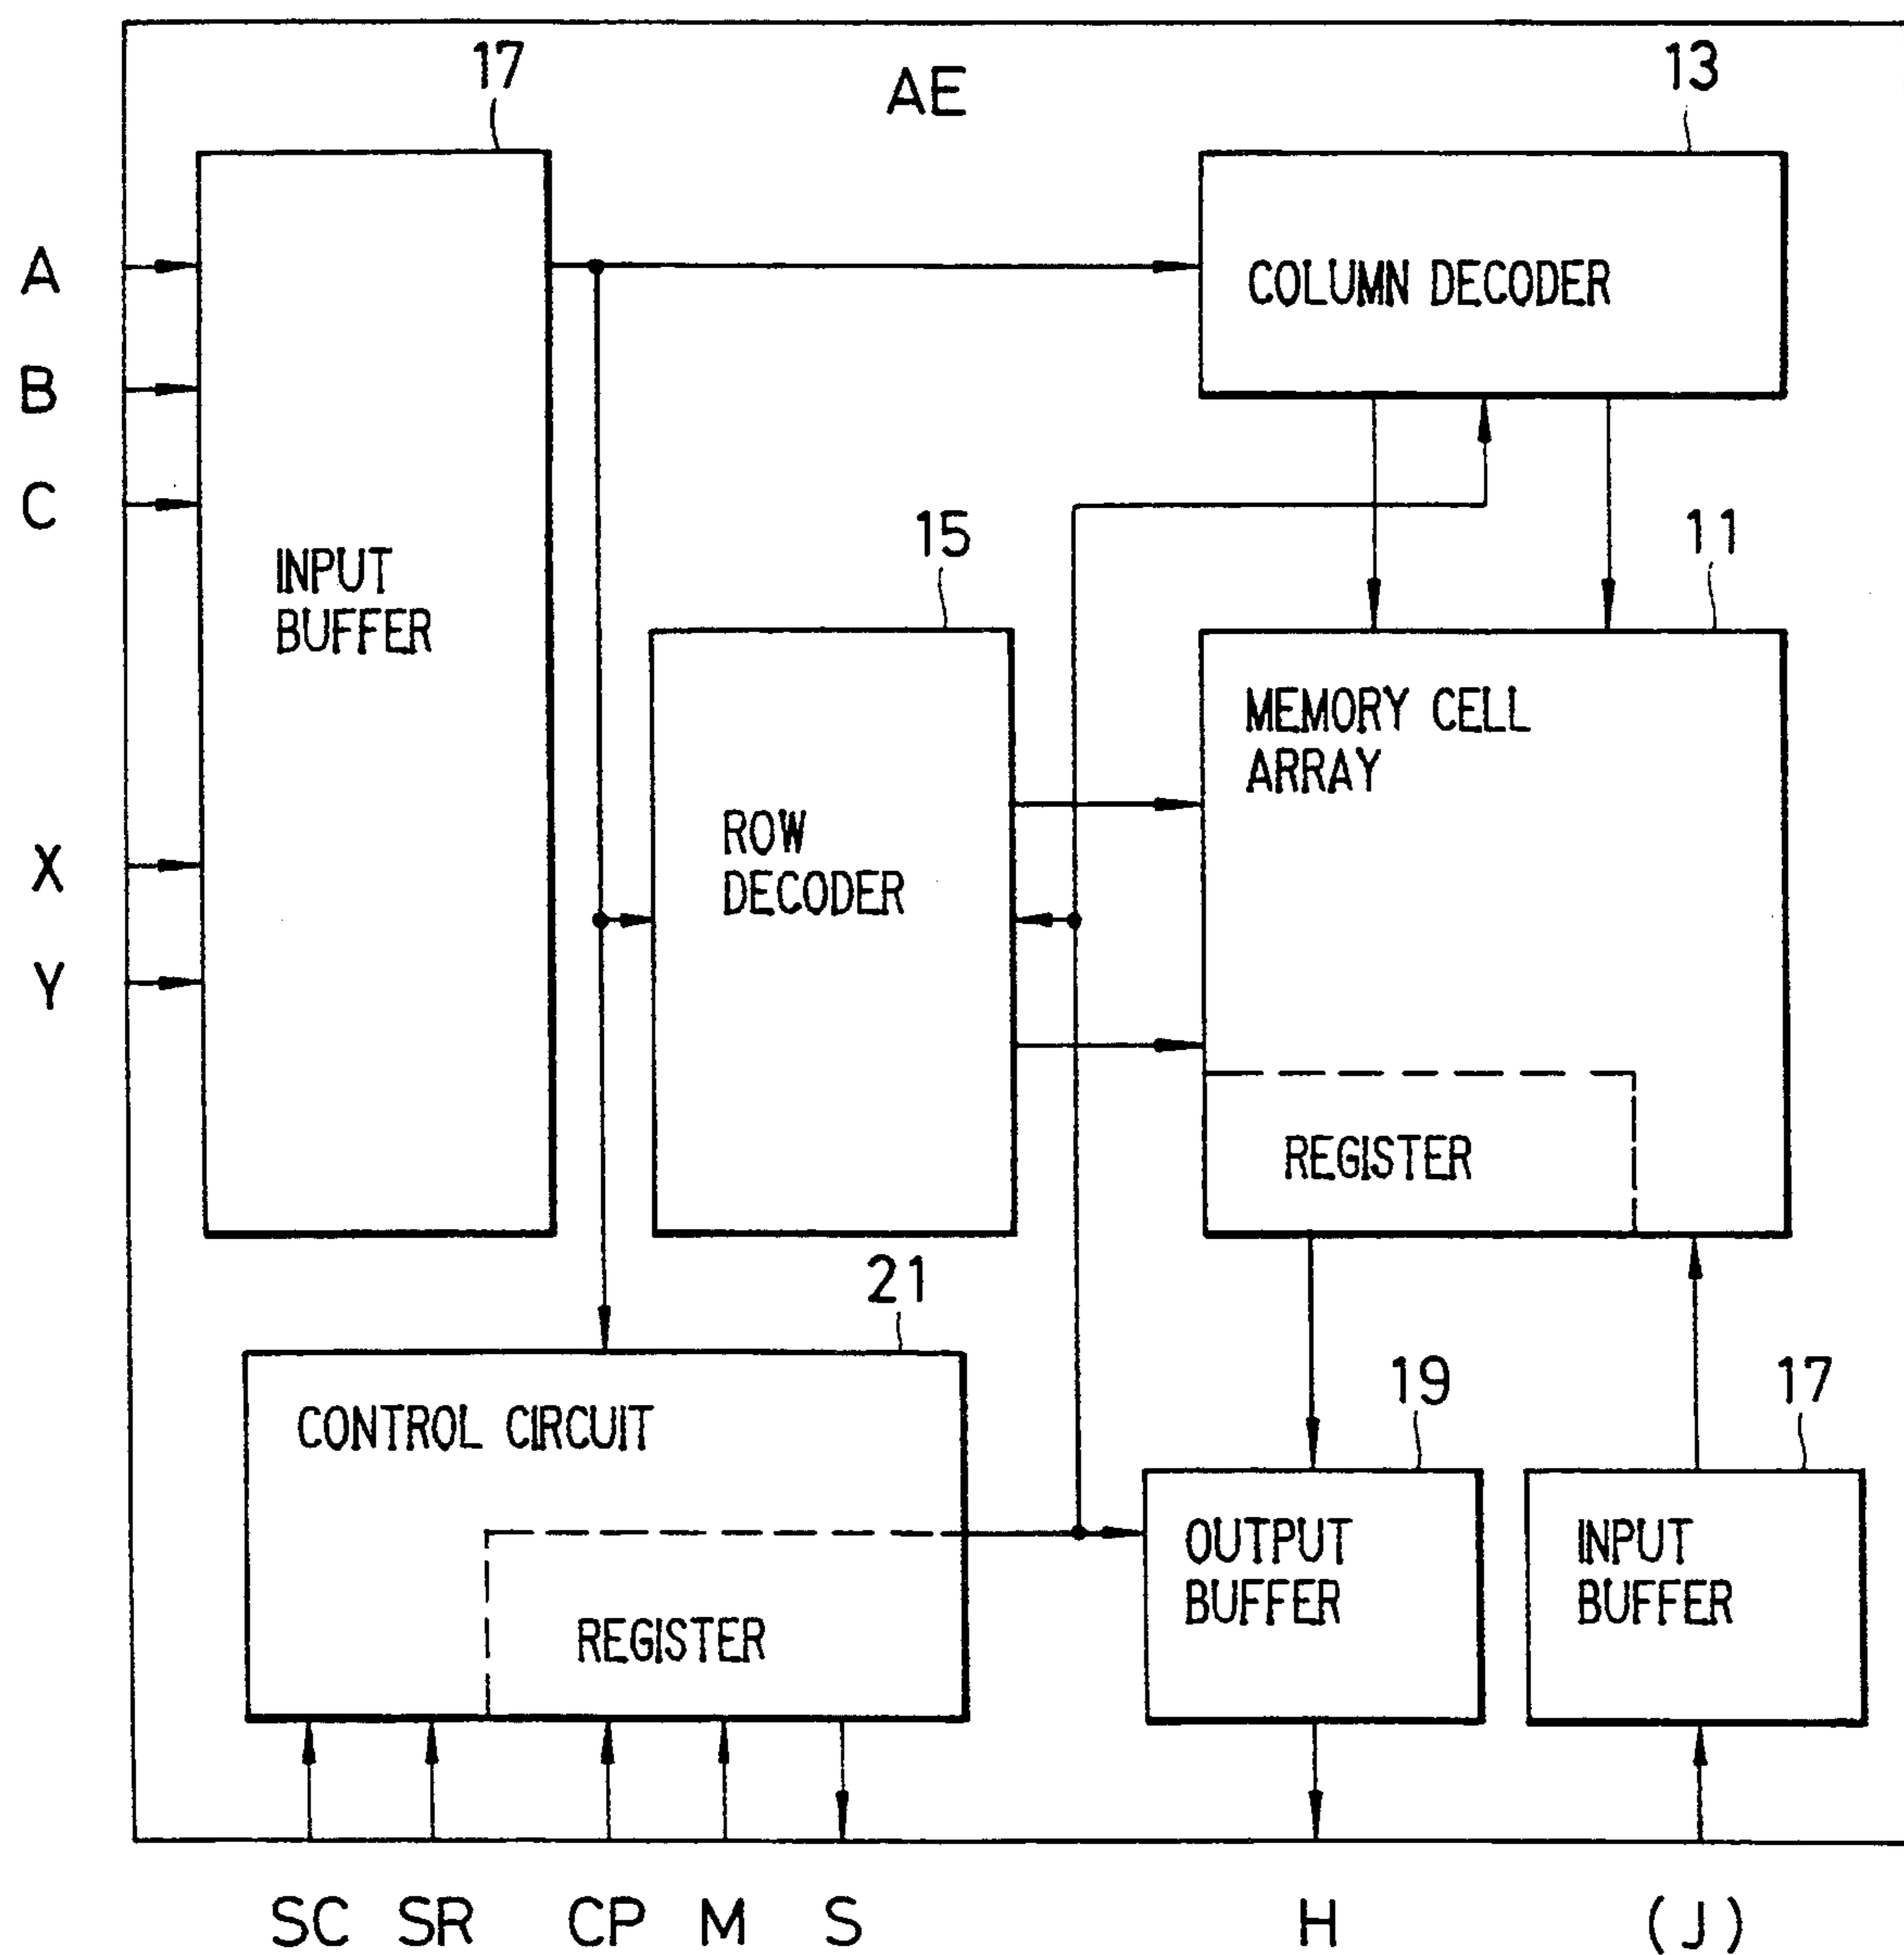 17
AE
13
A
B
C
X
Y
INPUT
BUFFER
COLUMN DECODER
15
11
ROW
DECODER
MEMORY CELL
ARRAY
REGISTER
21
CONTROL CIRCUIT
REGISTER
19
17
OUTPUT
BUFFER
INPUT
BUFFER
SC SR CP M S H (J)